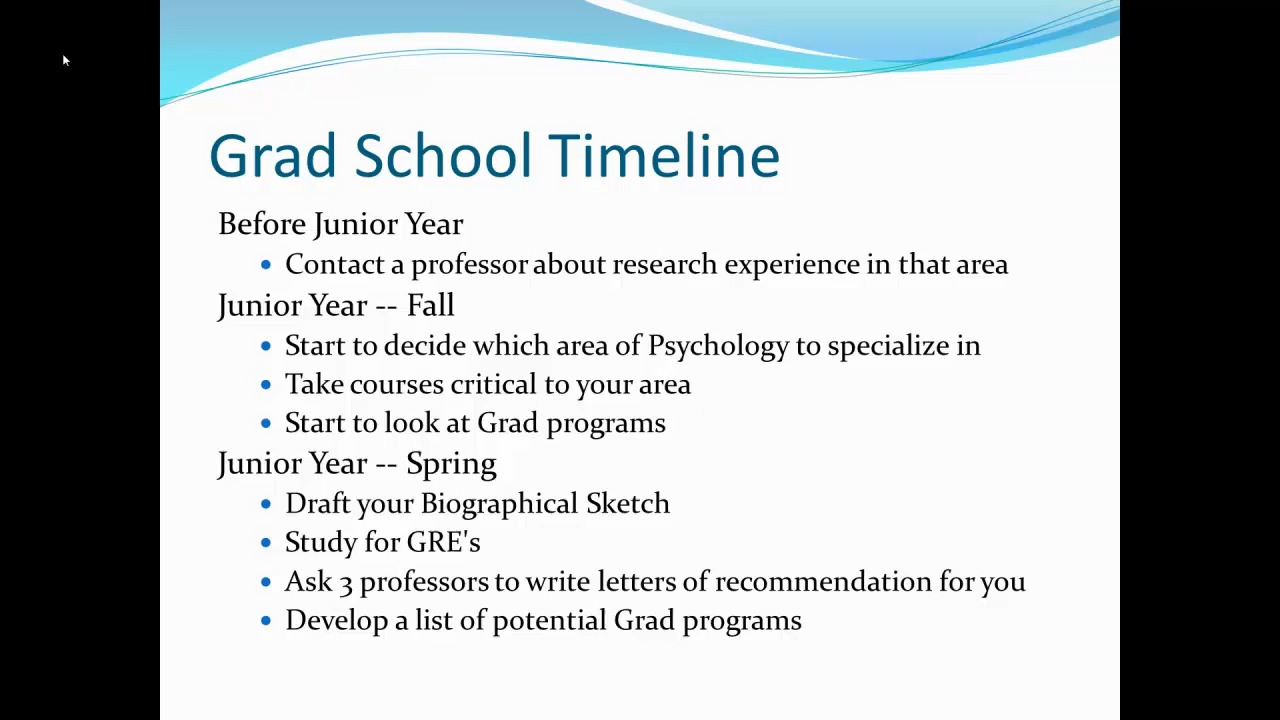 Grad School Timeline
Before Junior Year
• Contact a professor about research experience in that area
Junior Year -- Fall
• Start to decide which area of Psychology to specialize in
• Take courses critical to your area
• Start to look at Grad programs
Junior Year -- Spring
• Draft your Biographical Sketch
• Study for GRE's
• Ask 3 professors to write letters of recommendation for you
• Develop a list of potential Grad programs